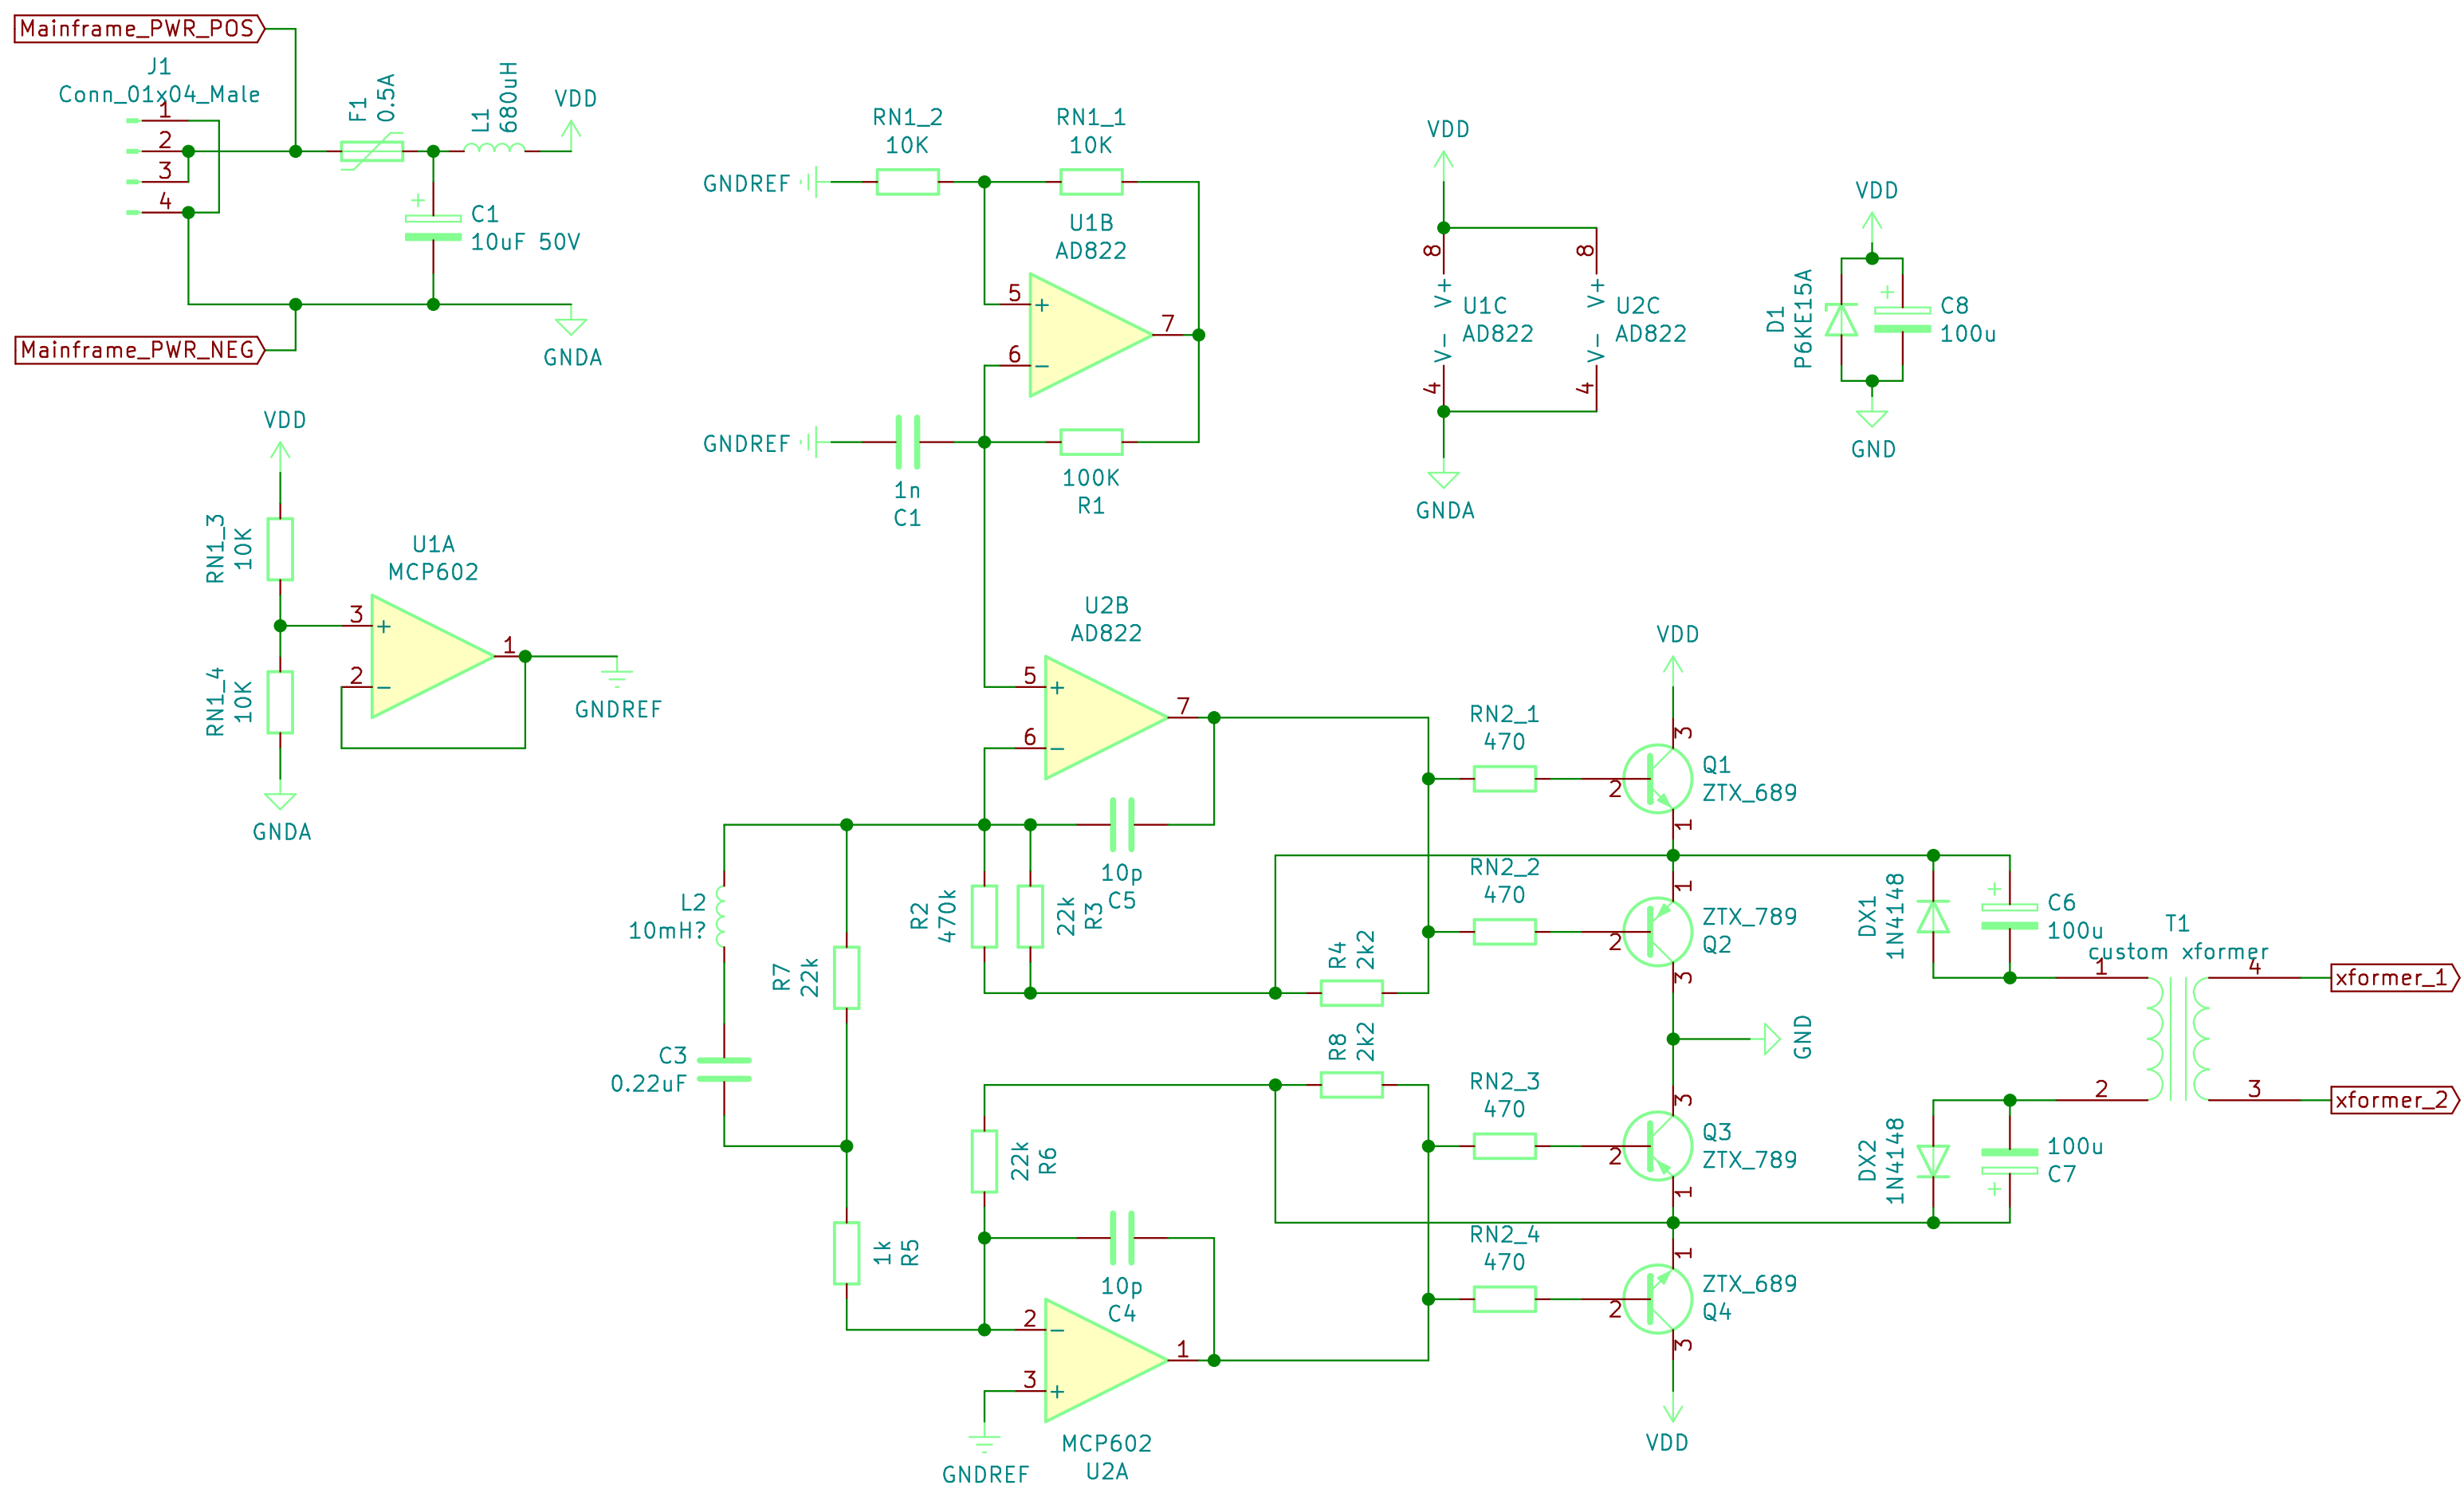 Mainframe_PWR_POS
J1
Conn_01x04_Male
1
2
3
4
F1
0.5A
L1
680uH
VDD
+
C1
10uF 50V
Mainframe_PWR_NEG
GNDA
VDD
RN1_3
10K
RN1_4
10K
U1A
MCP602
3
+
2
−
1
GNDREF
GNDA
RN1_2
10K
RN1_1
10K
GNDREF
U1B
AD822
5
+
6
−
7
GNDREF
1n
C1
100K
R1
VDD
8
8
V+
V+
U1C
AD822
U2C
AD822
V-
V-
4
4
GNDA
VDD
D1
P6KE15A
+
C8
100u
GND
U2B
AD822
5
+
6
−
7
10p
C5
L2
10mH?
R7
22k
R2
470k
22k
R3
R4
2k2
C3
0.22uF
R8
2k2
22k
R6
1k
R5
10p
C4
2
−
3
+
1
MCP602
U2A
GNDREF
VDD
RN2_1
470
3
2
1
Q1
ZTX_689
RN2_2
470
1
2
3
ZTX_789
Q2
GND
RN2_3
470
3
2
1
Q3
ZTX_789
RN2_4
470
1
2
3
ZTX_689
Q4
VDD
DX1
1N4148
+
C6
100u
DX2
1N4148
100u
C7
+
T1
custom xformer
1
4
2
3
xformer_1
xformer_2